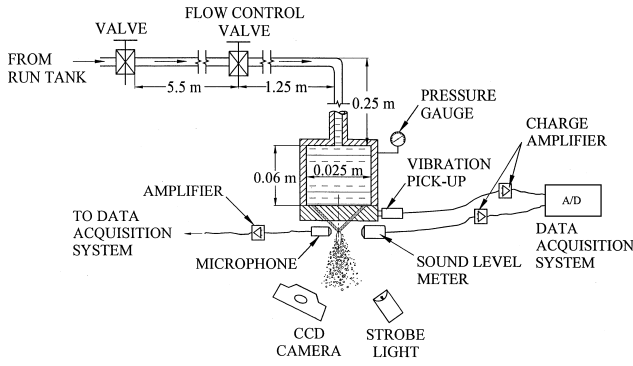 FLOW CONTROL
VALVE
VALVE
FROM
RUN TANK
5.5 m
1.25 m
0.25 m
PRESSURE
GAUGE
CHARGE
AMPLIFIER
0.06 m
0.025 m
VIBRATION
PICK-UP
A/D
AMPLIFIER
TO DATA
ACQUISITION
SYSTEM
DATA
ACQUISITION
SYSTEM
MICROPHONE
SOUND LEVEL
METER
CCD
CAMERA
STROBE
LIGHT